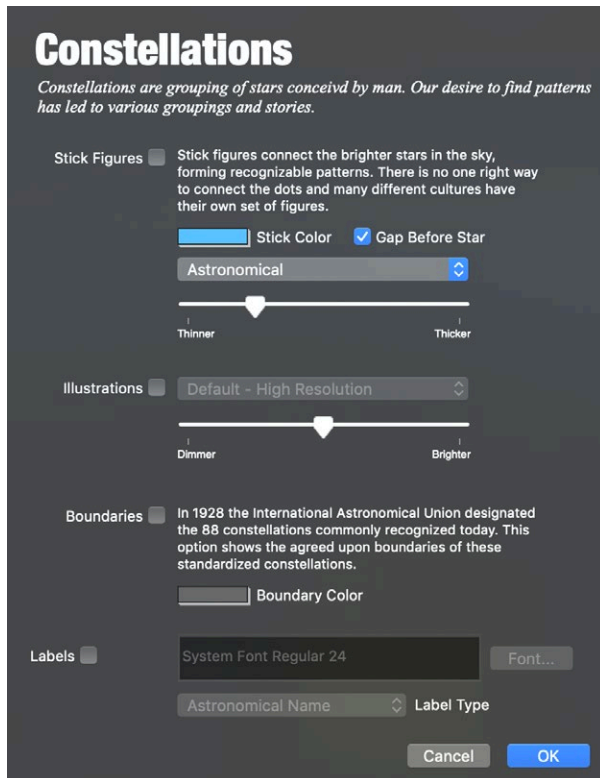 Constellations
Constellations are grouping of stars conceivd by man. Our desire to find patterns
has led to various groupings and stories.
Stick Figures
Stick figures connect the brighter stars in the sky,
forming recognizable patterns. There is no one right way
to connect the dots and many different cultures have
their own set of figures.
Stick Color
Gap Before Star
Astronomical
Thinner
Thicker
Illustrations
Default - High Resolution
Dimmer
Brighter
Boundaries
In 1928 the International Astronomical Union designated
the 88 constellations commonly recognized today. This
option shows the agreed upon boundaries of these
standardized constellations.
Boundary Color
Labels
System Font Regular 24
Font...
Astronomical Name
Label Type
Cancel
OK